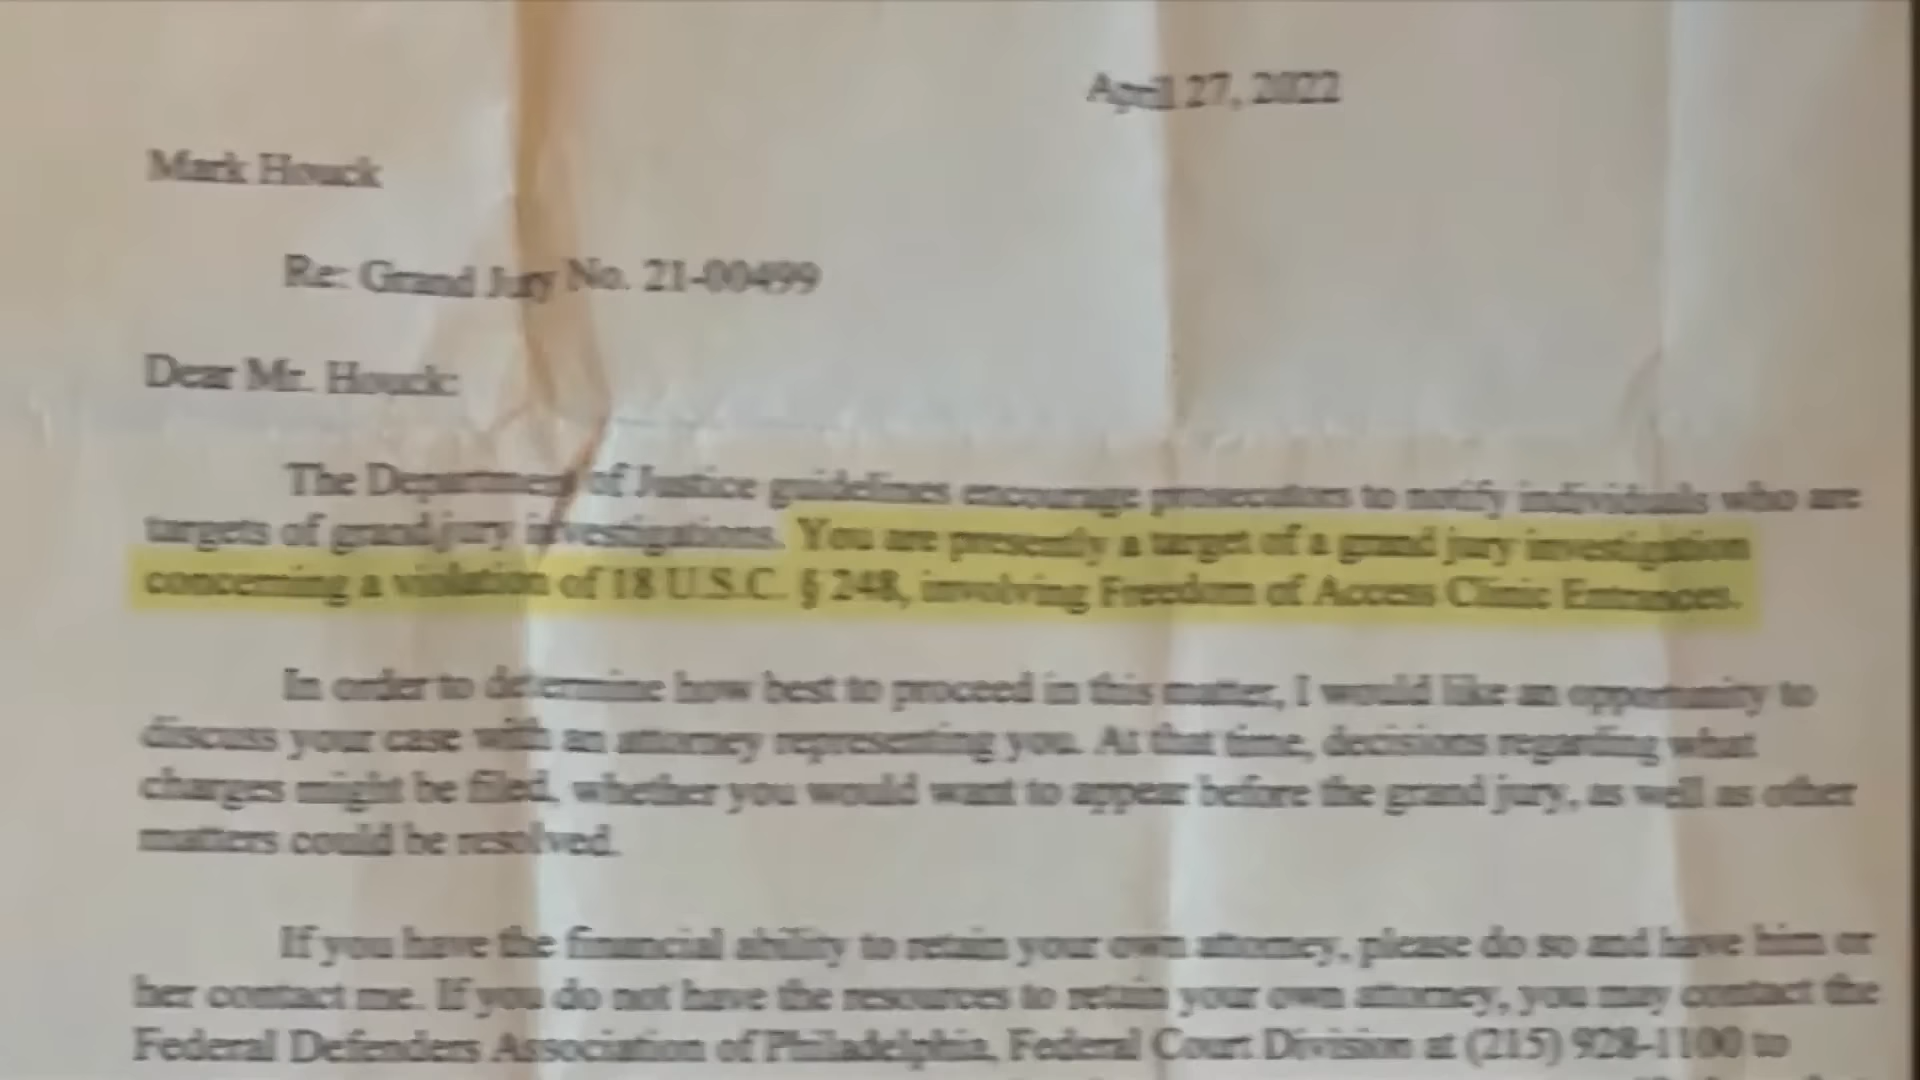 April 27, 2022
Mark Houck
Re: Grand Jury No. 21-00499
Dear Mr. Houck:
The Department of Justice guidelines encourage prosecutors to notify individuals who are
targets of grand jury investigations. You are presently a target of a grand jury investigation
concerning a violation of 18 U.S.C. § 248, involving Freedom of Access Clinic Entrances.
In order to determine how best to proceed in this matter, I would like an opportunity to
discuss your case with an attorney representing you. At that time, decisions regarding what
charges might be filed, whether you would want to appear before the grand jury, as well as other
matters could be resolved.
If you have the financial ability to retain your own attorney, please do so and have him or
her contact me. If you do not have the resources to retain your own attorney, you may contact the
Federal Defenders Association of Philadelphia, Federal Court Division at (215) 928-1100 to